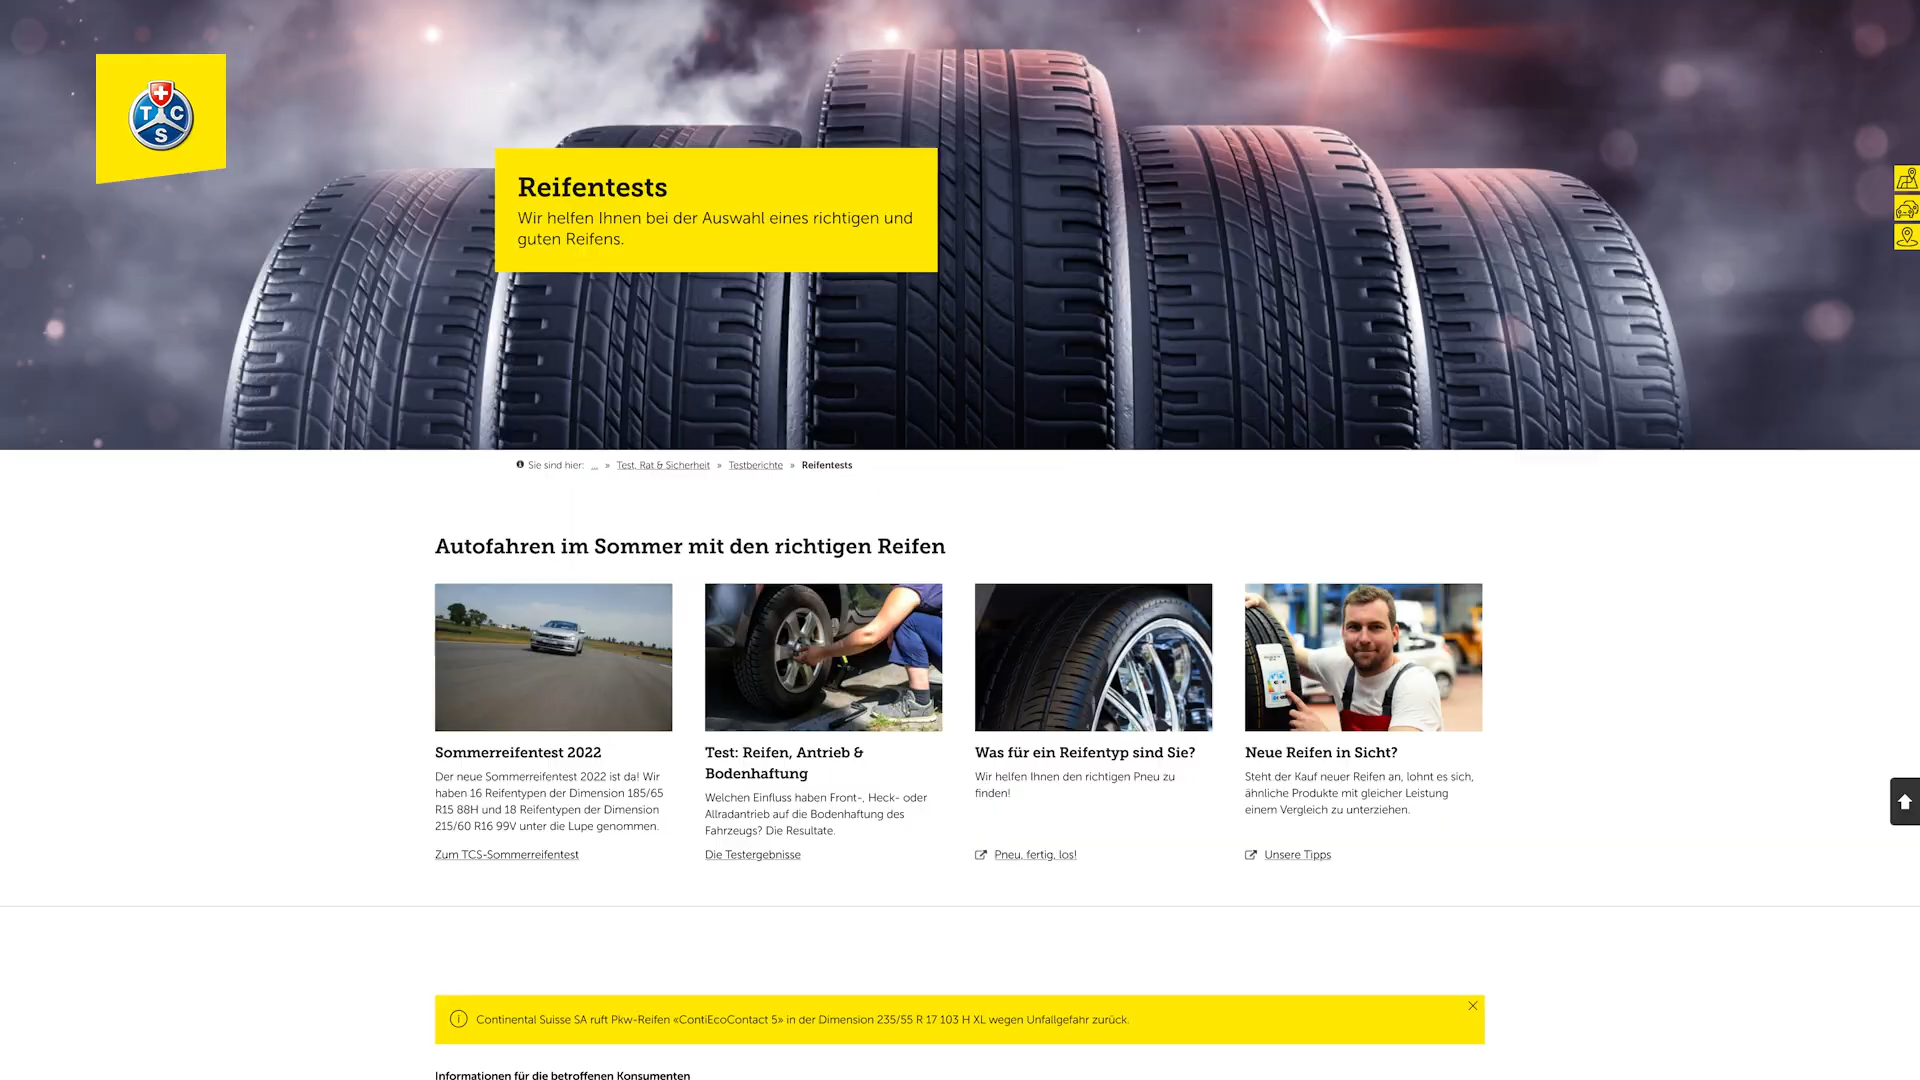 TCS
Reifentests
Wir helfen Ihnen bei der Auswahl eines richtigen und
guten Reifens.
Sie sind hier: ... » Test, Rat & Sicherheit » Testberichte » Reifentests
Autofahren im Sommer mit den richtigen Reifen
Sommerreifentest 2022
Der neue Sommerreifentest 2022 ist da! Wir
haben 16 Reifentypen der Dimension 185/65
R15 88H und 18 Reifentypen der Dimension
215/60 R16 99V unter die Lupe genommen.
Zum TCS-Sommerreifentest
Test: Reifen, Antrieb &
Bodenhaftung
Welchen Einfluss haben Front-, Heck- oder
Allradantrieb auf die Bodenhaftung des
Fahrzeugs? Die Resultate.
Die Testergebnisse
Was für ein Reifentyp sind Sie?
Wir helfen Ihnen den richtigen Pneu zu
finden!
Pneu, fertig, los!
Neue Reifen in Sicht?
Steht der Kauf neuer Reifen an, lohnt es sich,
ähnliche Produkte mit gleicher Leistung
einem Vergleich zu unterziehen.
Unsere Tipps
Continental Suisse SA ruft Pkw-Reifen «ContiEcoContact 5» in der Dimension 235/55 R 17 103 H XL wegen Unfallgefahr zurück.
Informationen für die betroffenen Konsumenten